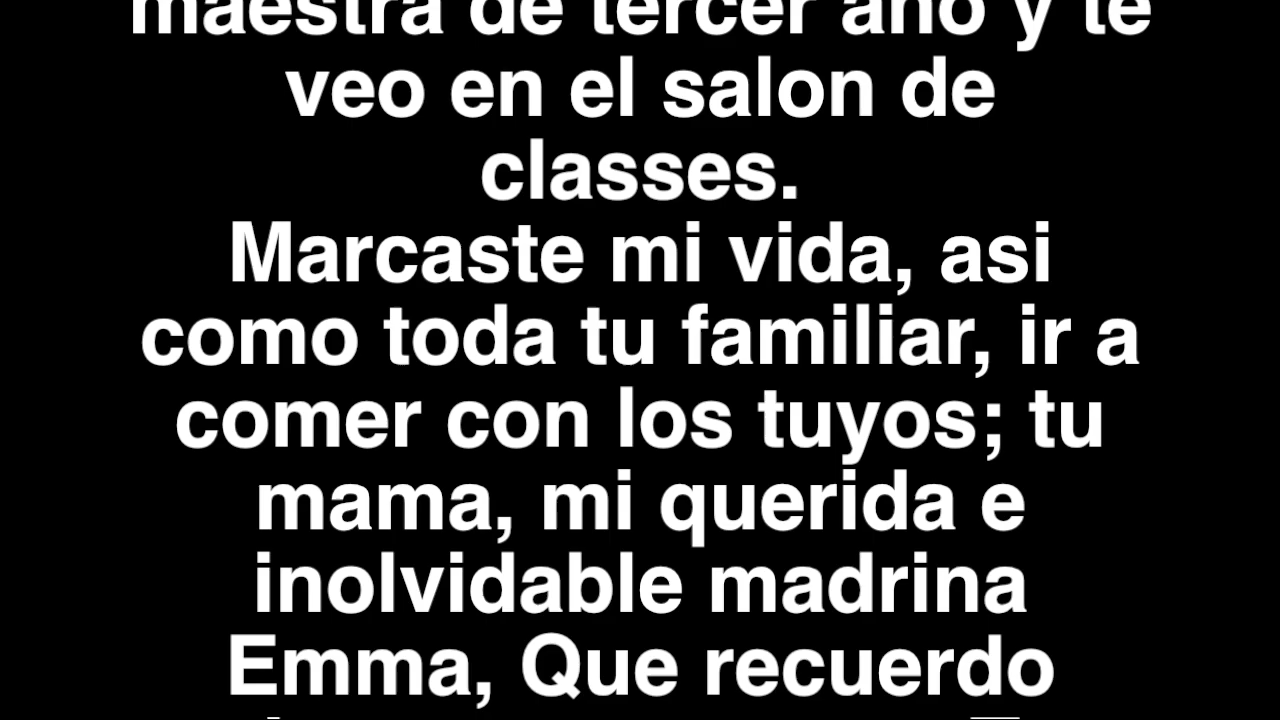 maestra de tercer año y te
veo en el salon de
classes.
Marcaste mi vida, asi
como toda tu familiar, ir a
comer con los tuyos; tu
mama, mi querida e
inolvidable madrina
Emma, Que recuerdo